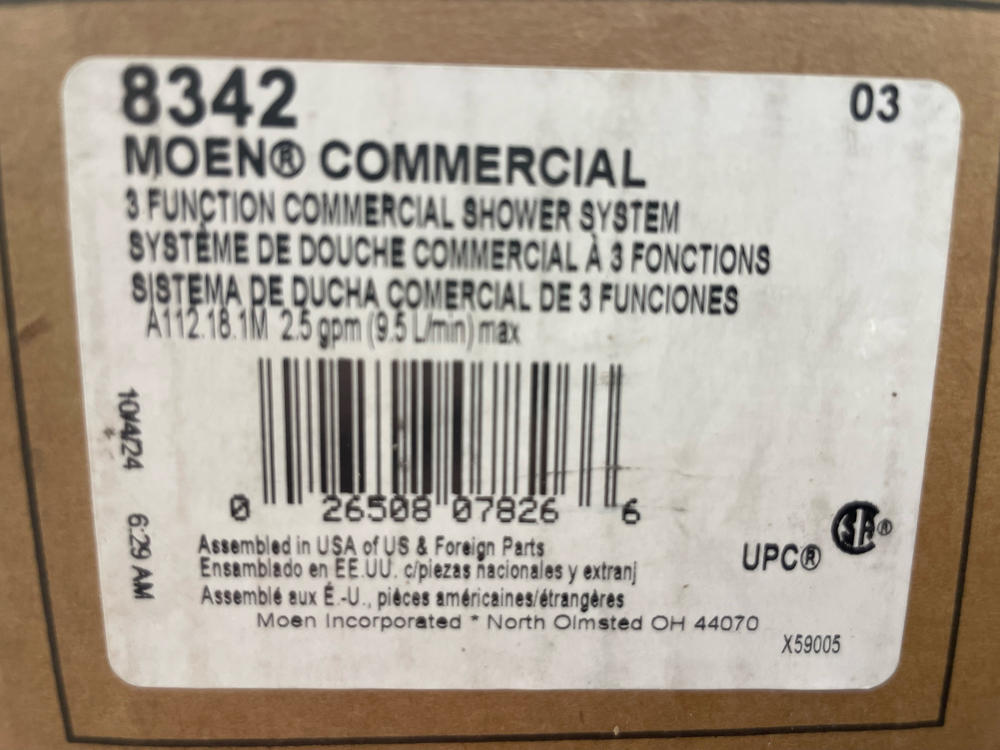 8342
03
MOEN® COMMERCIAL
3 FUNCTION COMMERCIAL SHOWER SYSTEM
SYSTÈME DE DOUCHE COMMERCIAL À 3 FONCTIONS
SISTEMA DE DUCHA COMERCIAL DE 3 FUNCIONES
A112.18.1M 2.5 gpm (9.5 L/min) max
10/4/24 6:29 AM
0 26508 07826 6
Assembled in USA of US & Foreign Parts
Ensamblado en EE.UU. c/piezas nacionales y extranj
Assemblé aux É.-U., pièces américaines/étrangères
Moen Incorporated * North Olmsted OH 44070
UPC® SA®
X59005